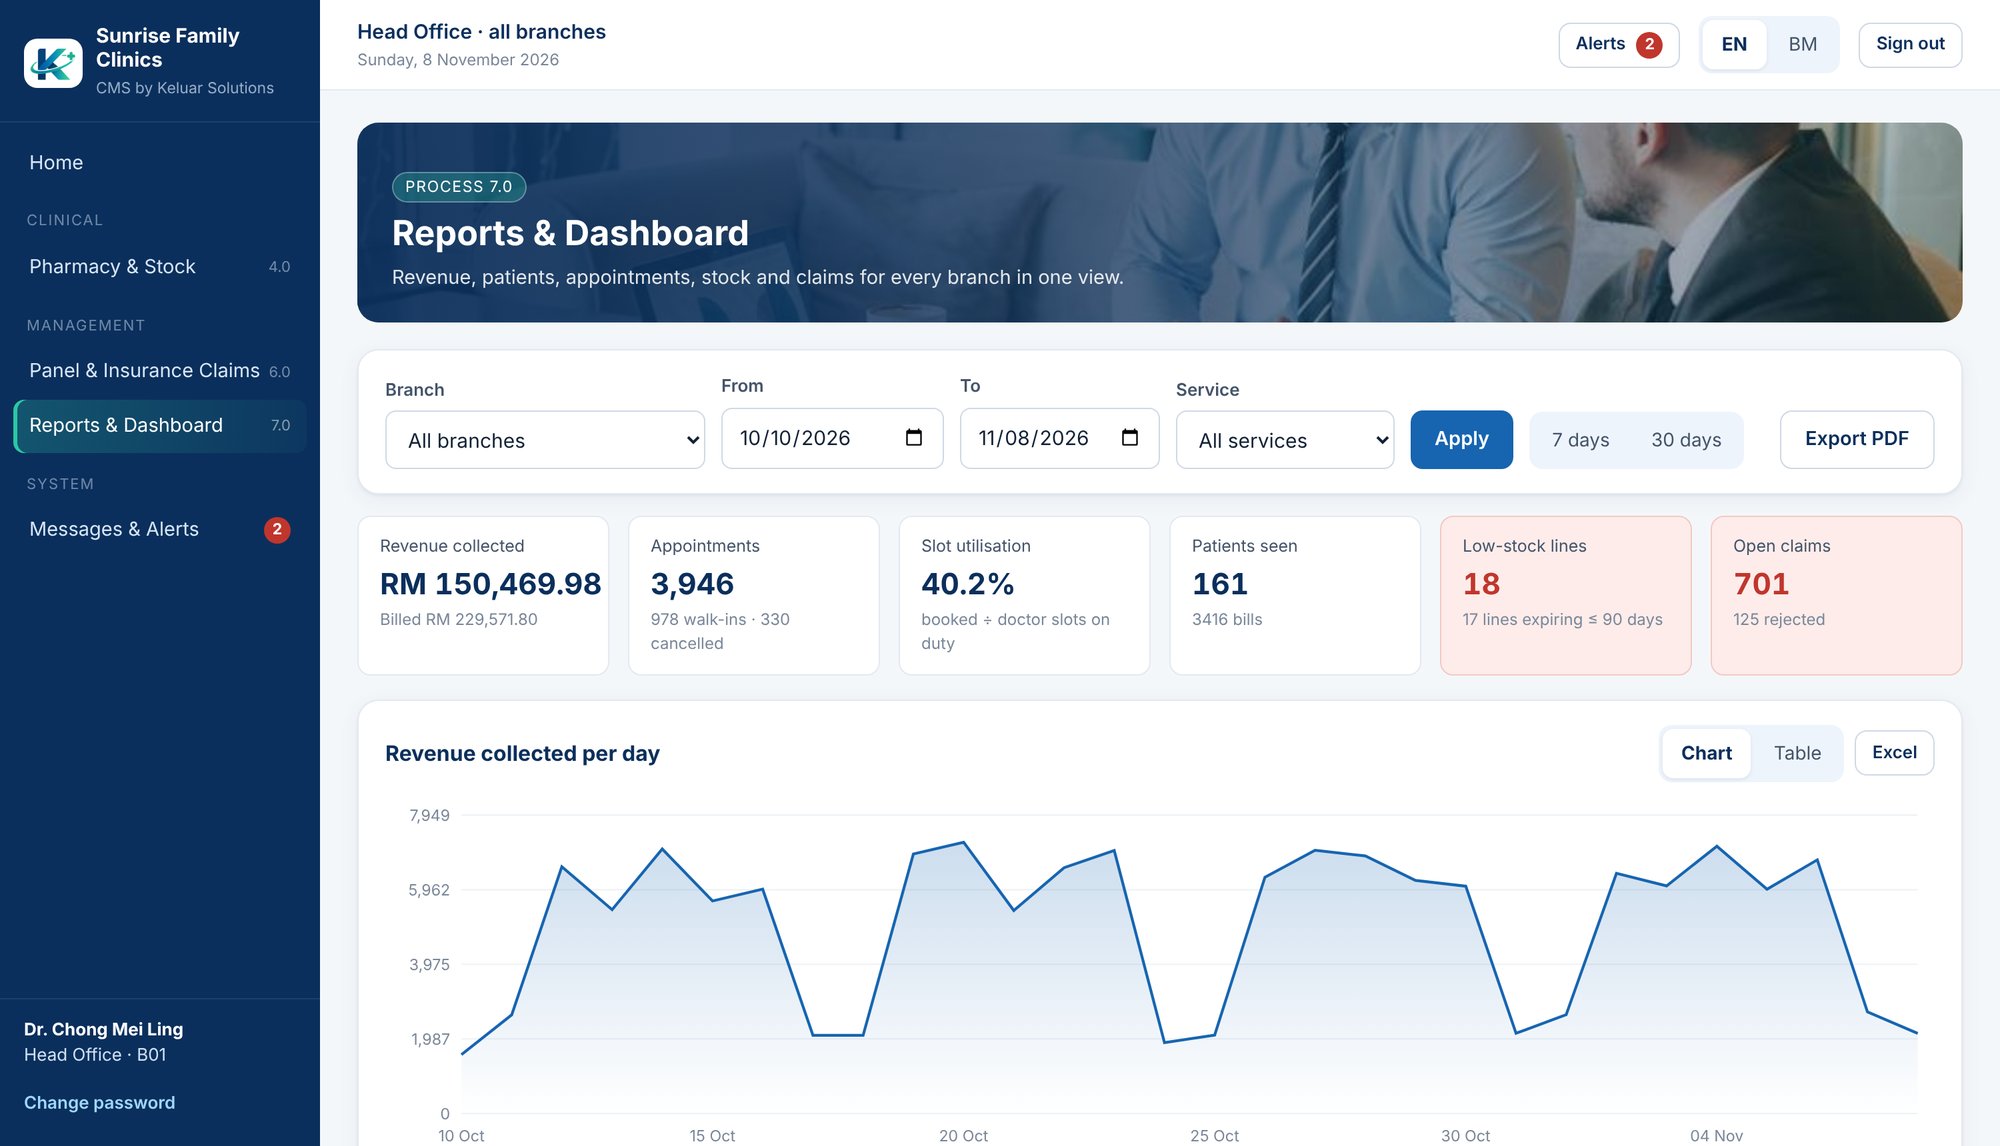 Sunrise Family
Clinics
CMS by Keluar Solutions
Home
CLINICAL
Pharmacy & Stock 4.0
MANAGEMENT
Panel & Insurance Claims 6.0
Reports & Dashboard 7.0
SYSTEM
Messages & Alerts 2
Dr. Chong Mei Ling
Head Office · B01
Change password
Head Office · all branches
Sunday, 8 November 2026
Alerts 2
EN BM
Sign out
PROCESS 7.0
Reports & Dashboard
Revenue, patients, appointments, stock and claims for every branch in one view.
Branch From To Service
All branches 10/10/2026 11/08/2026 All services Apply 7 days 30 days Export PDF
Revenue collected
RM 150,469.98
Billed RM 229,571.80
Appointments
3,946
978 walk-ins · 330
cancelled
Slot utilisation
40.2%
booked ÷ doctor slots on
duty
Patients seen
161
3416 bills
Low-stock lines
18
17 lines expiring ≤ 90 days
Open claims
701
125 rejected
Revenue collected per day
Chart Table Excel
7,949
5,962
3,975
1,987
0
10 Oct 15 Oct 20 Oct 25 Oct 30 Oct 04 Nov